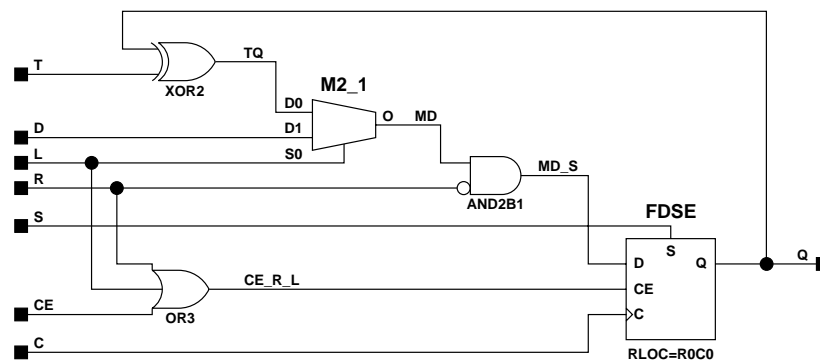 T
TQ
XOR2
M2_1
D0
O
MD
D
D1
L
S0
R
MD_S
AND2B1
S
FDSE
S
D
Q
Q
CE_R_L
CE
CE
OR3
C
C
RLOC=R0C0